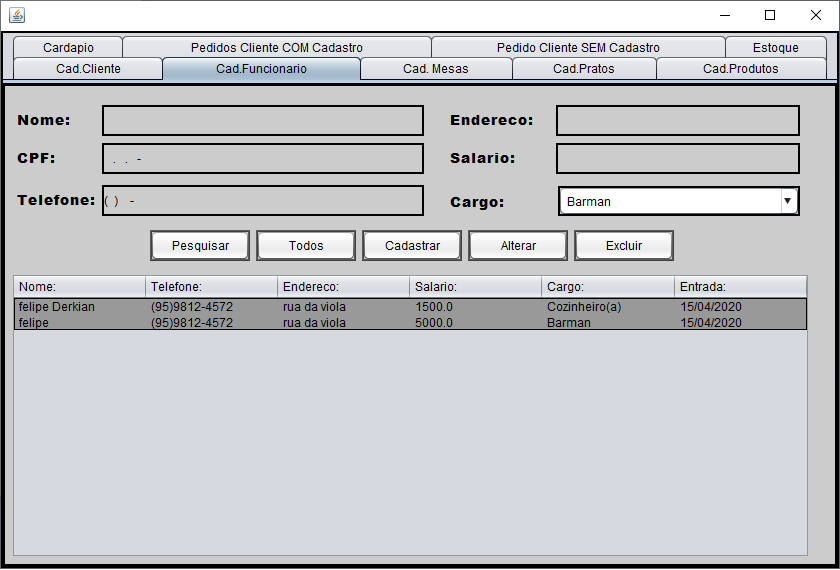 Cardapio Pedidos Cliente COM Cadastro Pedido Cliente SEM Cadastro Estoque
Cad.Cliente Cad.Funcionario Cad. Mesas Cad.Pratos Cad.Produtos
Nome: Endereco:
CPF: . . - Salario:
Telefone: ( ) - Cargo: Barman
Pesquisar Todos Cadastrar Alterar Excluir
Nome: Telefone: Endereco: Salario: Cargo: Entrada:
felipe Derkian (95)9812-4572 rua da viola 1500.0 Cozinheiro(a) 15/04/2020
felipe (95)9812-4572 rua da viola 5000.0 Barman 15/04/2020